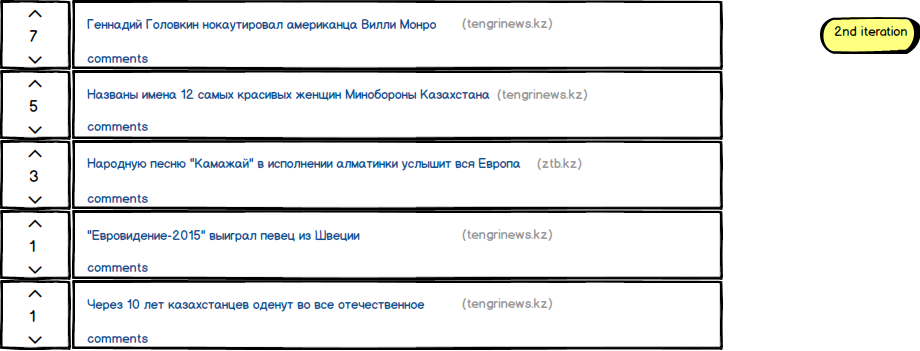 7
Геннадий Головкин нокаутировал американца Вилли Монро (tengrinews.kz)
comments
2nd iteration
5
Названы имена 12 самых красивых женщин Минобороны Казахстана (tengrinews.kz)
comments
3
Народную песню "Камажай" в исполнении алматинки услышит вся Европа (ztb.kz)
comments
1
"Евровидение-2015" выиграл певец из Швеции (tengrinews.kz)
comments
1
Через 10 лет казахстанцев оденут во все отечественное (tengrinews.kz)
comments